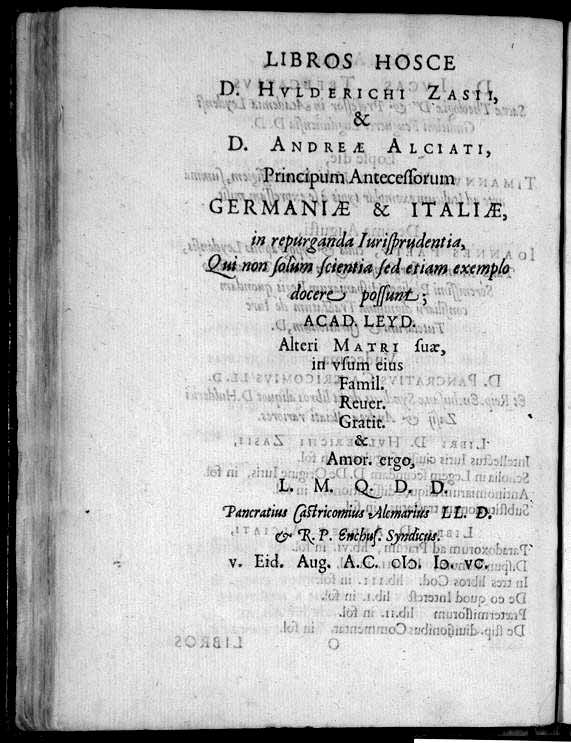 LIBROS HOSCE
D. HVLDERICHI ZASII,
&
D. ANDREÆ ALCIATI,
Principum Antecessorum
GERMANIÆ & ITALIÆ,
in repurganda Iurisprudentia,
Qui non solum scientia sed etiam exemplo
docere possunt;
ACAD. LEYD.
Alteri MATRI suæ,
in vsum eius
Famil.
Reuer.
Gratit.
&
Amor. ergo,
L. M. Q. D. D.
Pancratius Castricomius Alcmarius LL. D.
& R. P. Enchus. Syndicus.
v. Eid. Aug. A.C. cIɔ. Iɔ. VC.